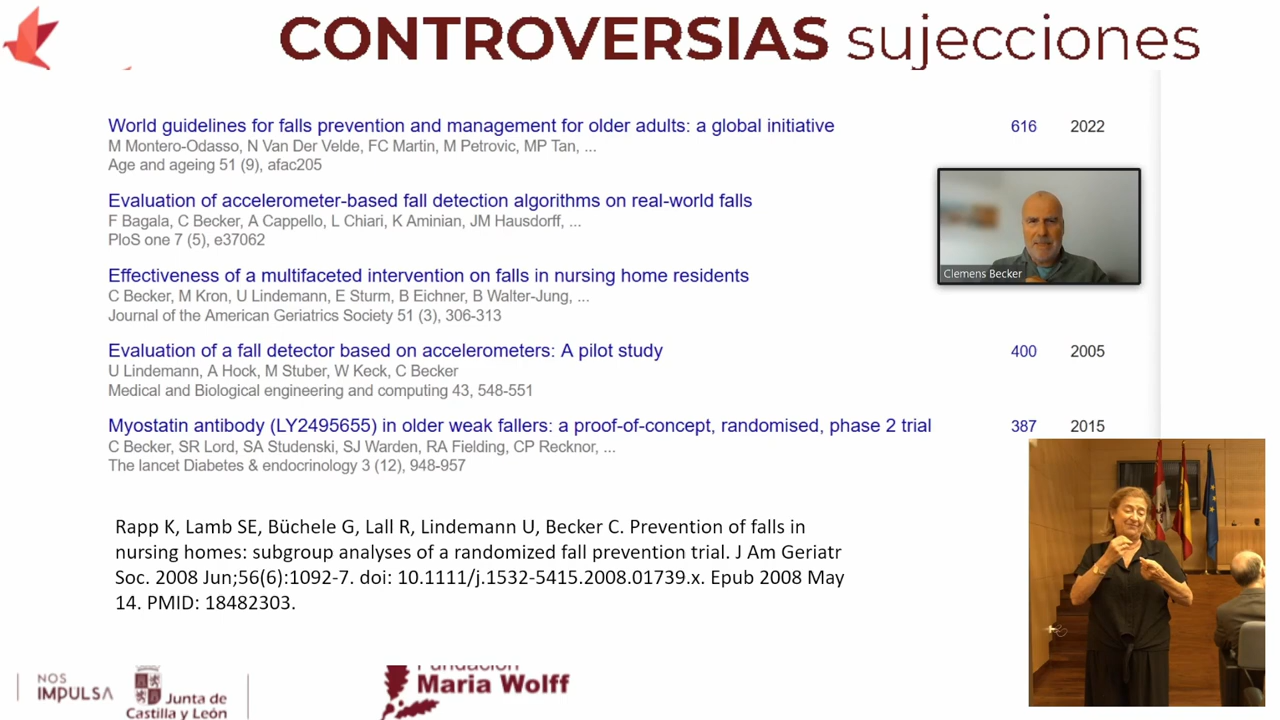 CONTROVERSIAS sujecciones
World guidelines for falls prevention and management for older adults: a global initiative 616 2022
M Montero-Odasso, N Van Der Velde, FC Martin, M Petrovic, MP Tan, ...
Age and ageing 51 (9), afac205
Evaluation of accelerometer-based fall detection algorithms on real-world falls
F Bagala, C Becker, A Cappello, L Chiari, K Aminian, JM Hausdorff, ...
PloS one 7 (5), e37062
Clemens Becker
Effectiveness of a multifaceted intervention on falls in nursing home residents
C Becker, M Kron, U Lindemann, E Sturm, B Eichner, B Walter-Jung, ...
Journal of the American Geriatrics Society 51 (3), 306-313
Evaluation of a fall detector based on accelerometers: A pilot study 400 2005
U Lindemann, A Hock, M Stuber, W Keck, C Becker
Medical and Biological engineering and computing 43, 548-551
Myostatin antibody (LY2495655) in older weak fallers: a proof-of-concept, randomised, phase 2 trial 387 2015
C Becker, SR Lord, SA Studenski, SJ Warden, RA Fielding, CP Recknor, ...
The lancet Diabetes & endocrinology 3 (12), 948-957
Rapp K, Lamb SE, Büchele G, Lall R, Lindemann U, Becker C. Prevention of falls in
nursing homes: subgroup analyses of a randomized fall prevention trial. J Am Geriatr
Soc. 2008 Jun;56(6):1092-7. doi: 10.1111/j.1532-5415.2008.01739.x. Epub 2008 May
14. PMID: 18482303.
NOS
IMPULSA
Junta de
Castilla y León
Fundación
Maria Wolff